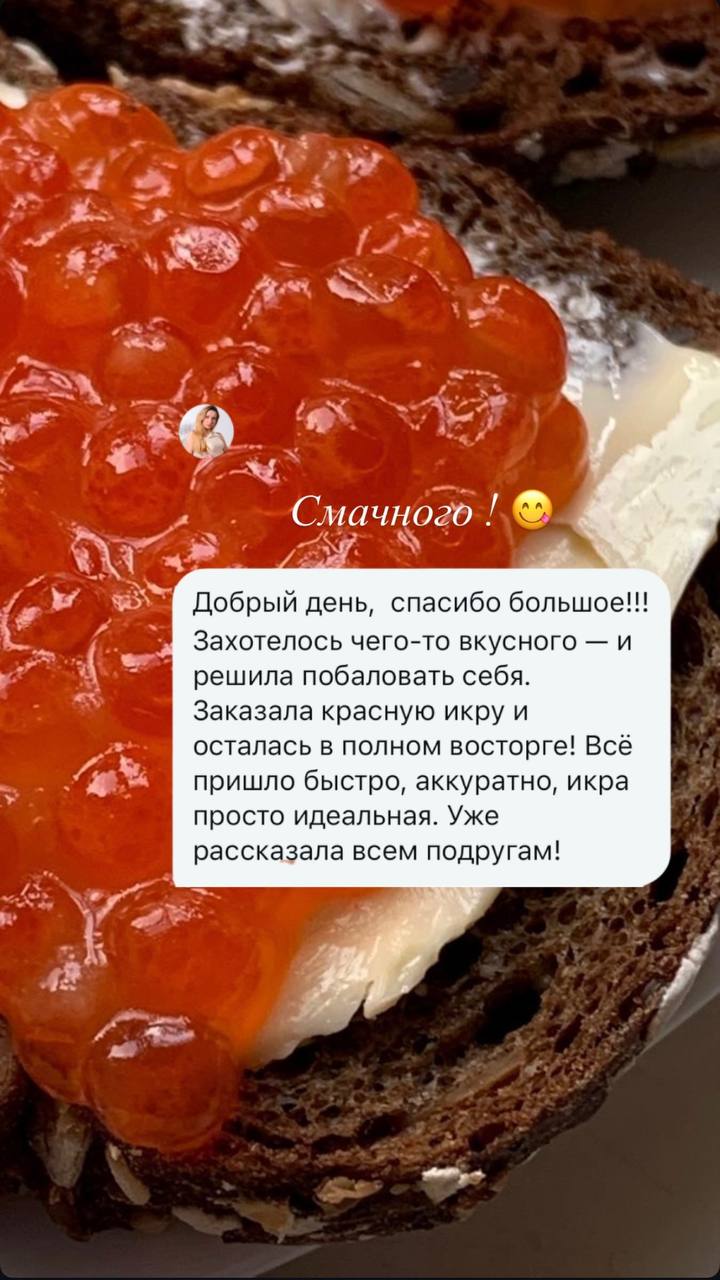 Смачного ! 😋
Добрый день,  спасибо большое!!!
Захотелось чего-то вкусного — и
решила побаловать себя.
Заказала красную икру и
осталась в полном восторге! Всё
пришло быстро, аккуратно, икра
просто идеальная. Уже
рассказала всем подругам!